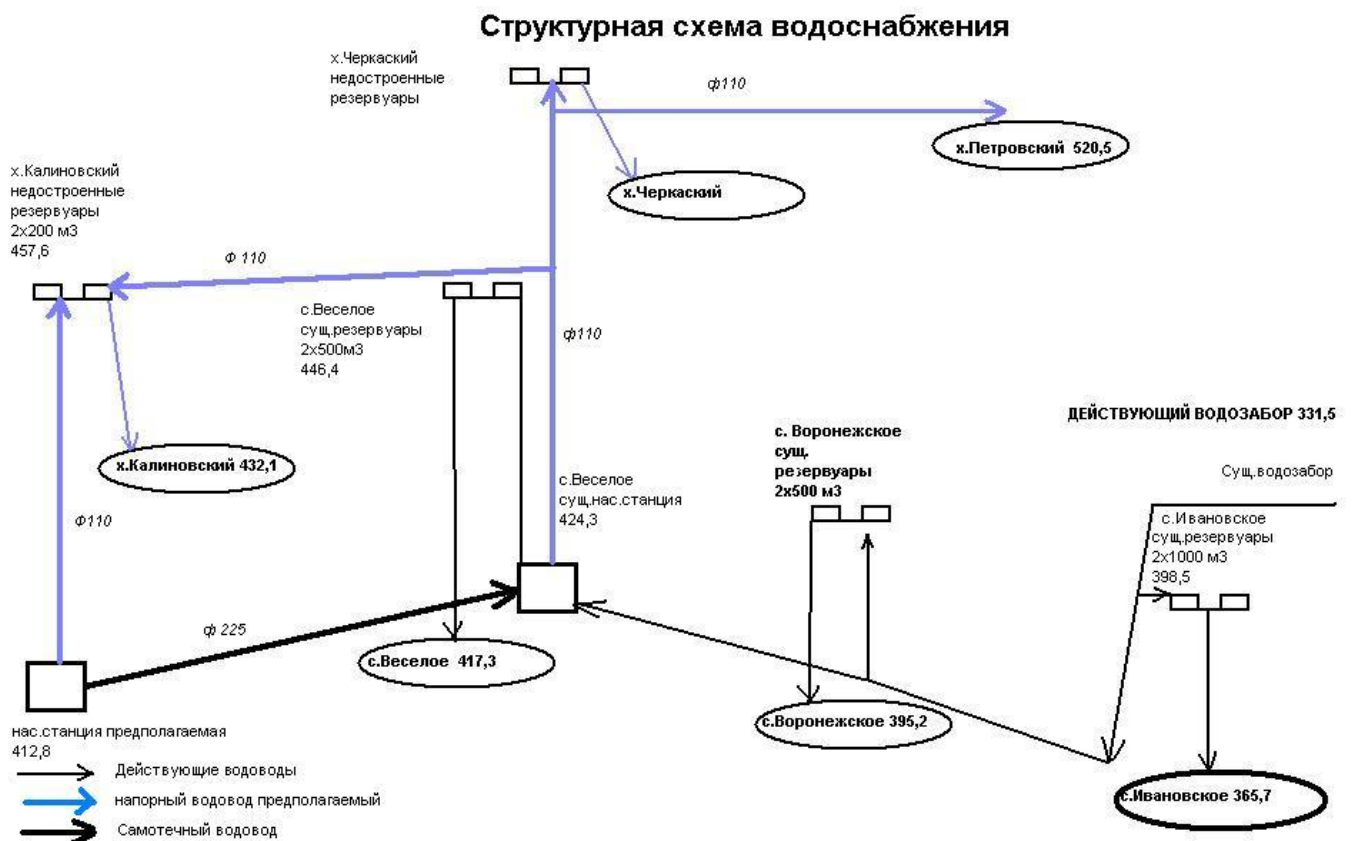 Структурная схема водоснабжения
х.Черкаский
недостроенные
резервуары
ф110
х.Петровский 520,5
х.Черкаский
х.Калиновский
недостроенные
резервуары
2х200 м3
457,6
Ф 110
с.Веселое
сущ.резервуары
2х500м3
446,4
ф110
ДЕЙСТВУЮЩИЙ ВОДОЗАБОР 331,5
с. Воронежское
сущ.
резервуары
2х500 м3
х.Калиновский 432,1
с.Веселое
сущ.нас.станция
424,3
Сущ.водозабор
с.Ивановское
сущ.резервуары
2х1000 м3
398,5
Ф110
ф 225
с.Веселое 417,3
с.Воронежское 395,2
нас.станция предполагаемая
412,8
с.Ивановское 365,7
Действующие водоводы
напорный водовод предполагаемый
Самотечный водовод